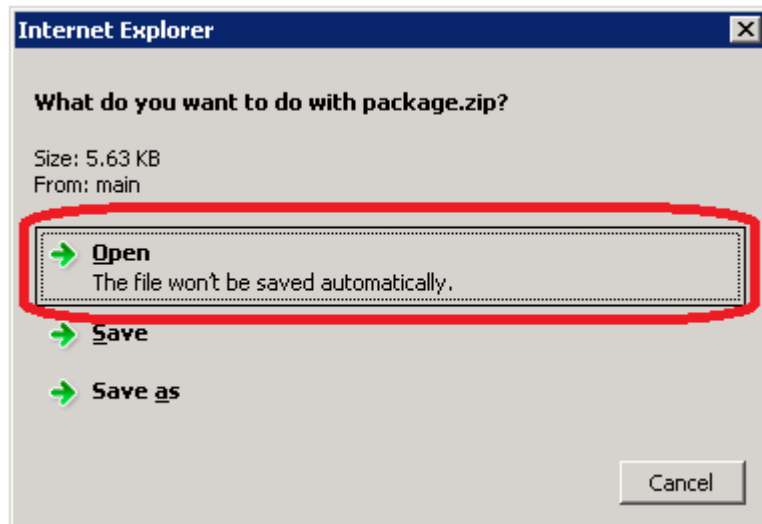 Internet Explorer
What do you want to do with package.zip?
Size: 5.63 KB
From: main
Open
The file won't be saved automatically.
Save
Save as
Cancel